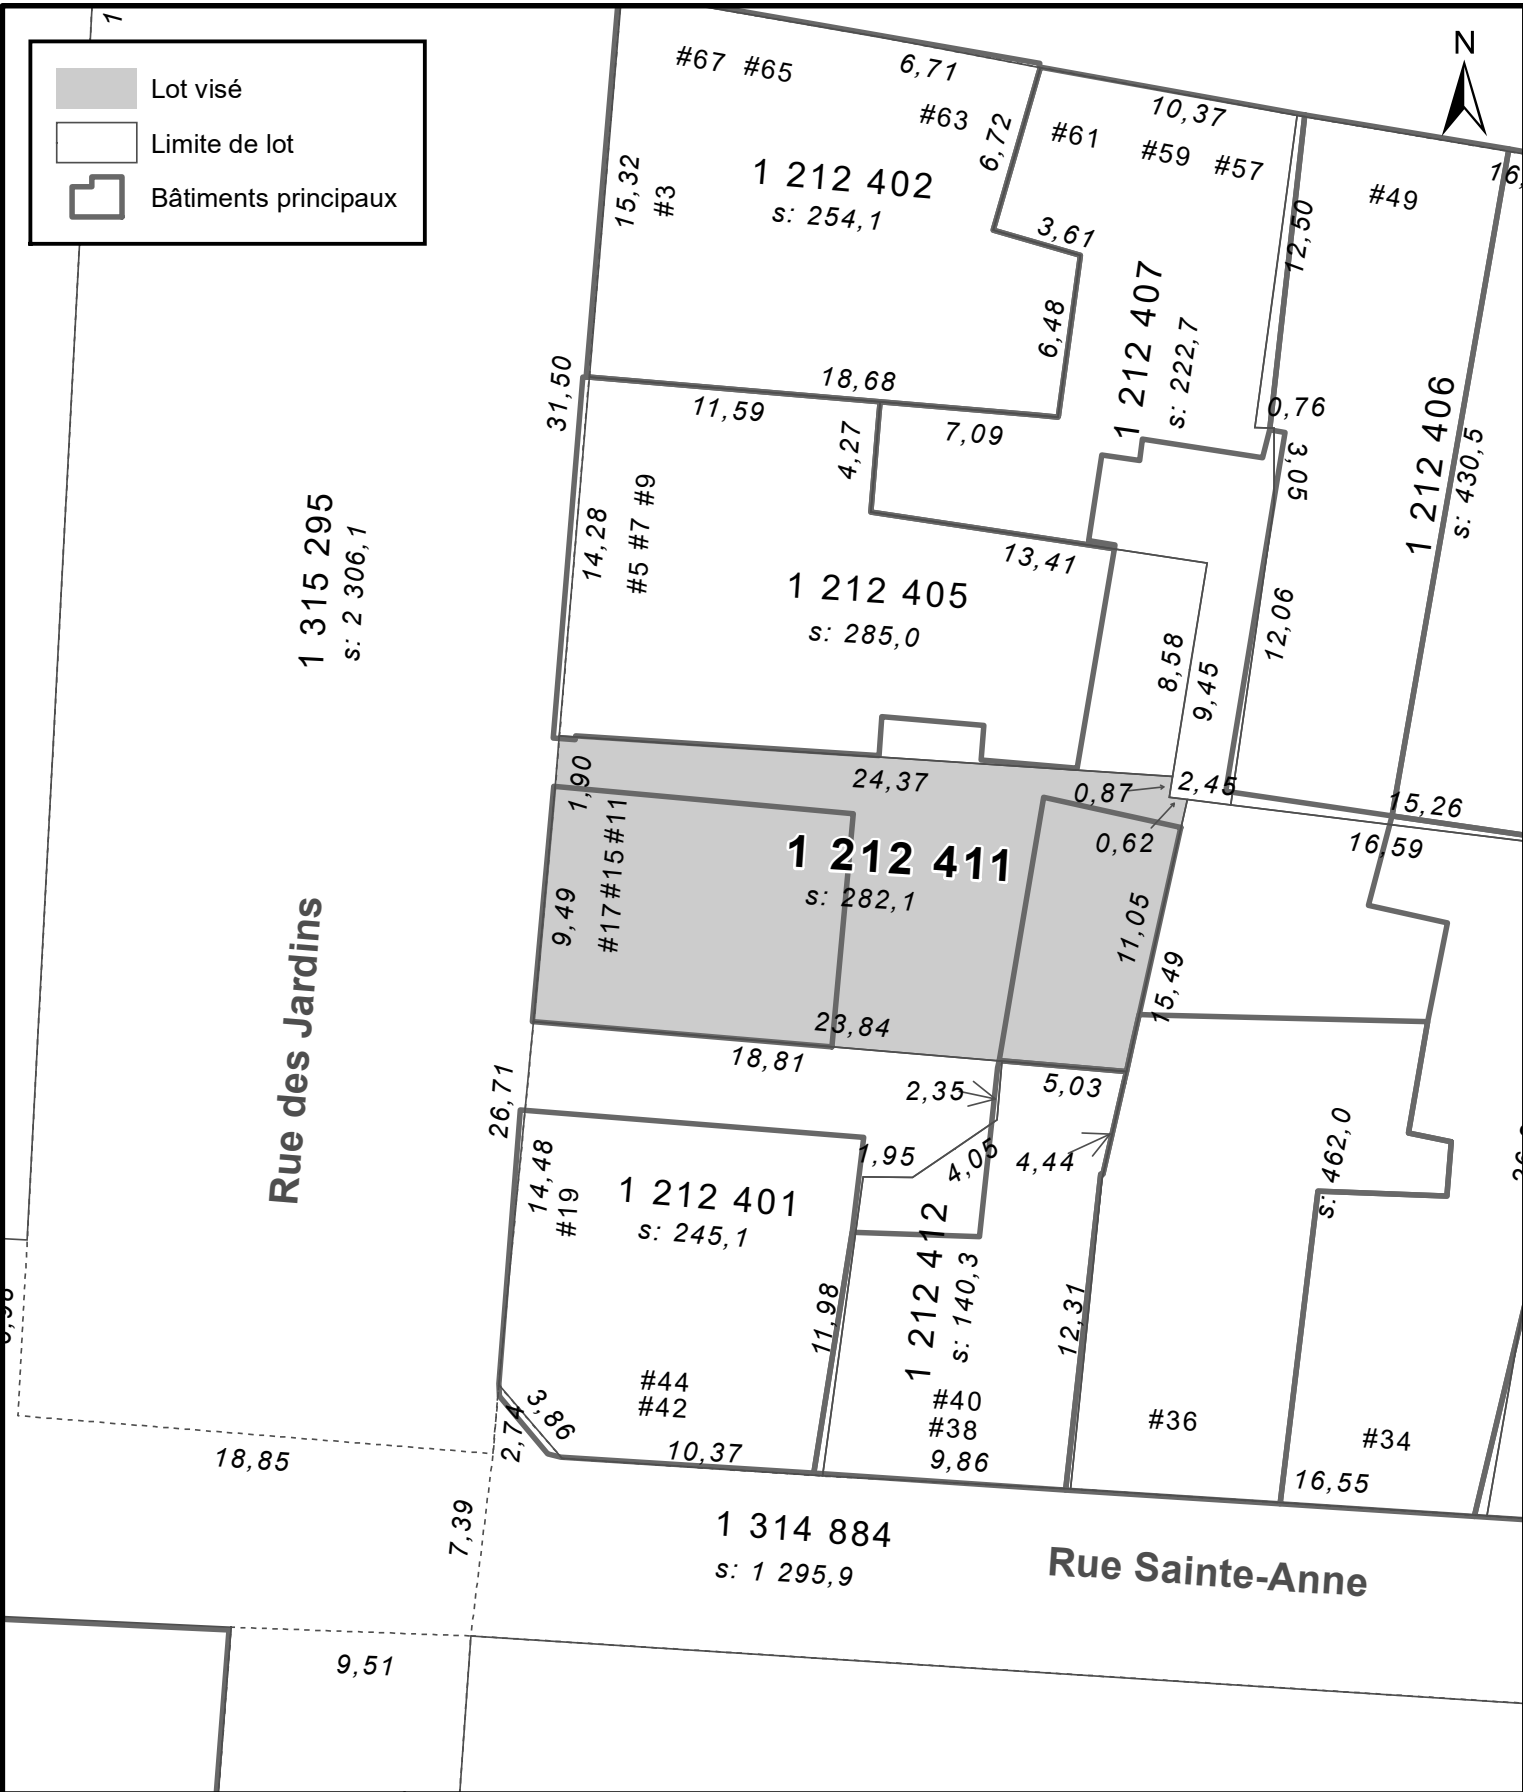 Lot visé
Limite de lot
Bâtiments principaux
N
#67 #65
6,71
#63
6,72
10,37
#61
#59
#57
#49
15,32
#3
1 212 402
s: 254,1
3,61
12,50
6,48
1 212 407
s: 222,7
31,50
18,68
11,59
7,09
4,27
0,76
3,05
1 212 406
s: 430,5
1 315 295
s: 2 306,1
14,28
#5 #7 #9
13,41
1 212 405
s: 285,0
12,06
8,58
9,45
1,90
24,37
0,87
2,45
15,26
0,62
16,59
#17#15#11
1 212 411
s: 282,1
9,49
11,05
15,49
Rue des Jardins
23,84
18,81
26,71
2,35
5,03
1,95
4,05
4,44
14,48
#19
1 212 401
s: 245,1
s: 462,0
1 212 412
s: 140,3
11,98
12,31
#44
#42
3,86
2,74
10,37
#40
#38
9,86
#36
#34
16,55
18,85
7,39
1 314 884
s: 1 295,9
Rue Sainte-Anne
9,51